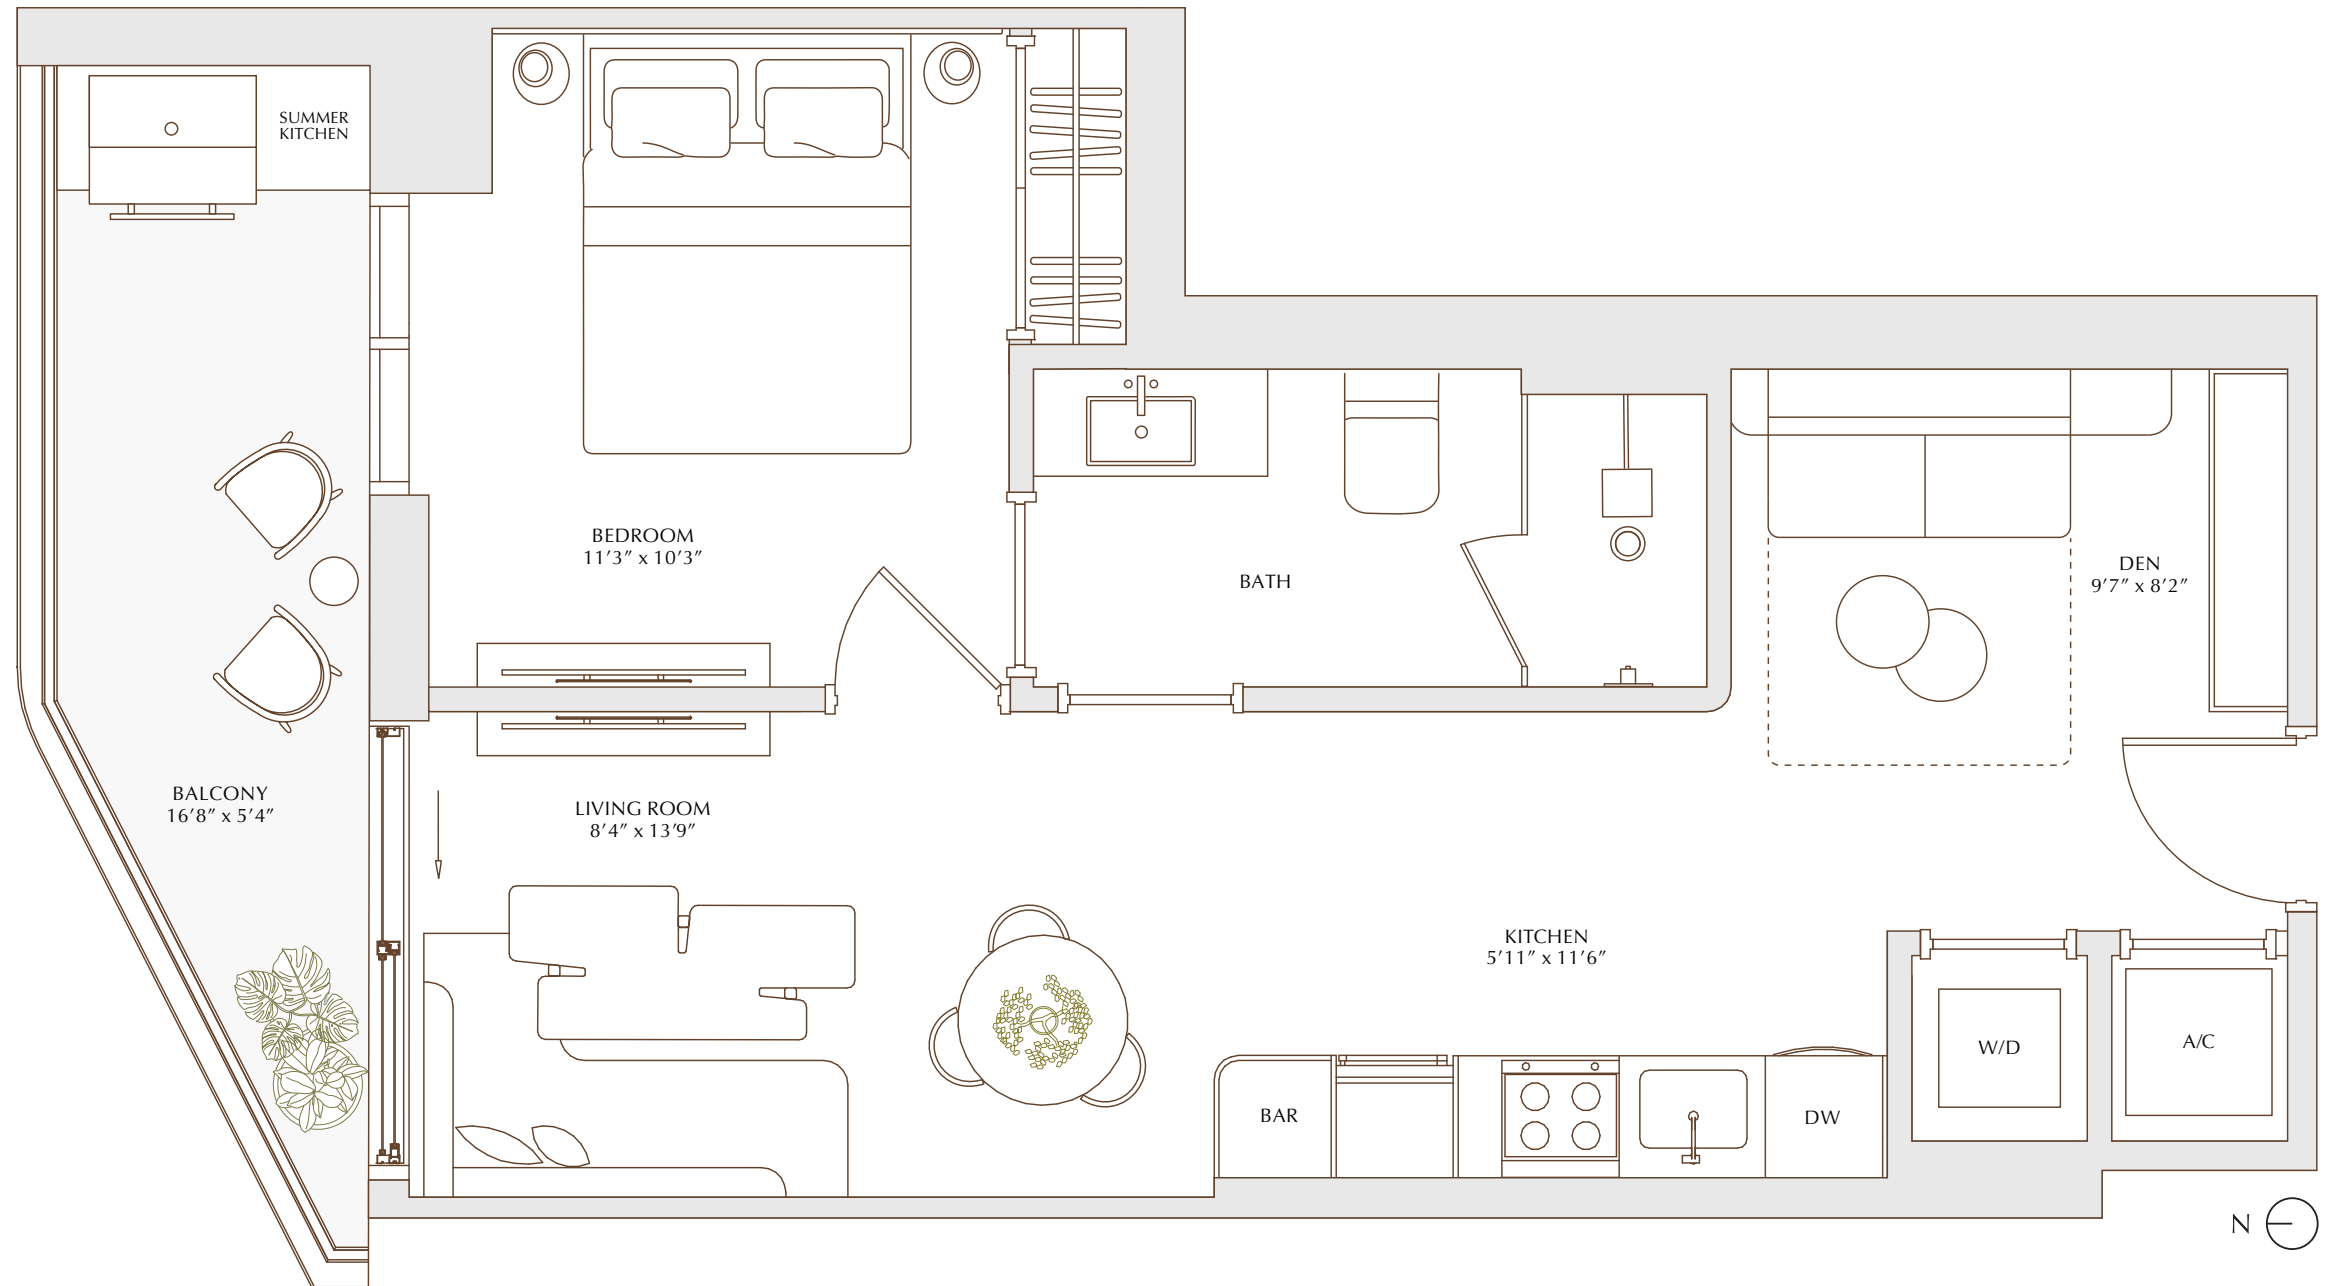 SUMMER
KITCHEN
BEDROOM
11’3” x 10’3”
BATH
DEN
9’7” x 8’2”
BALCONY
16’8” x 5’4”
LIVING ROOM
8’4” x 13’9”
KITCHEN
5’11” x 11’6”
BAR
DW
W/D
A/C
N